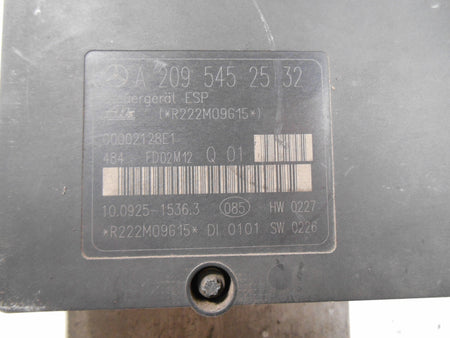 A 209 545 25 32
Steuergerät ESP
ATE (*R222M09G15*)
00002128E1
484 FD02M12 Q 01
10.0925-1536.3 085 HW 0227
*R222M09G15* DI 0101 SW 0226